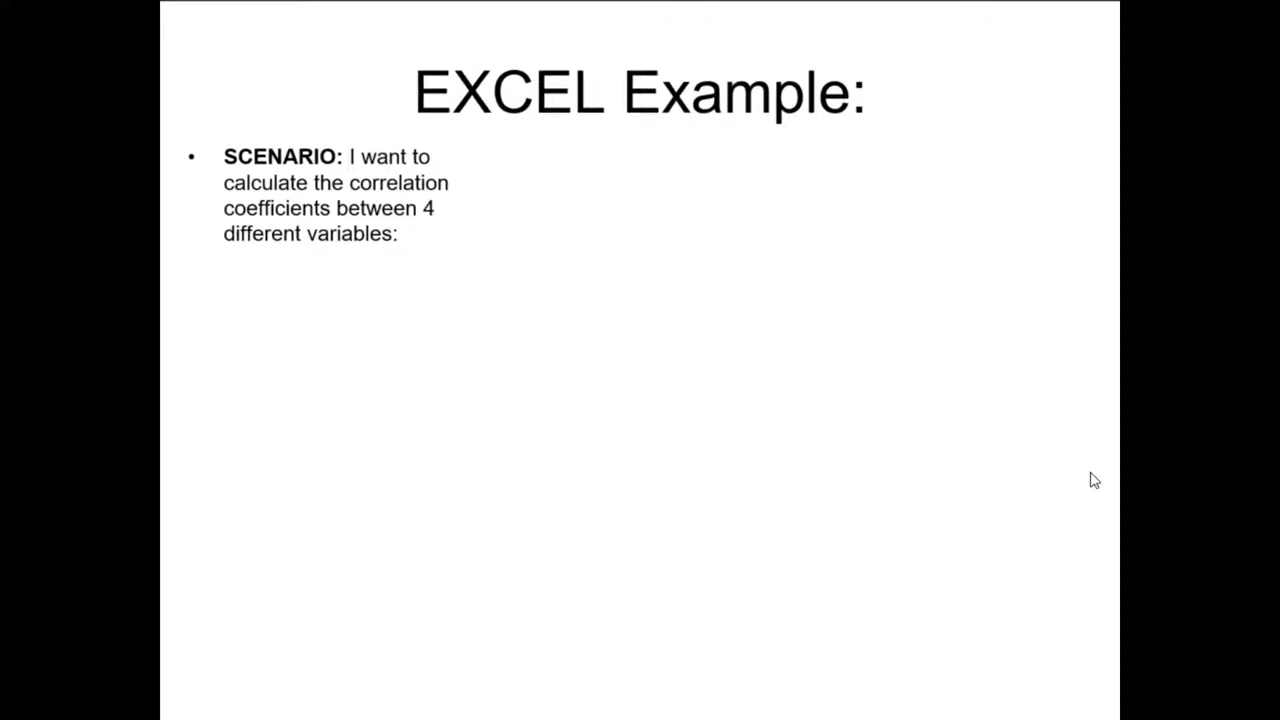 EXCEL Example:
• SCENARIO: I want to
calculate the correlation
coefficients between 4
different variables: